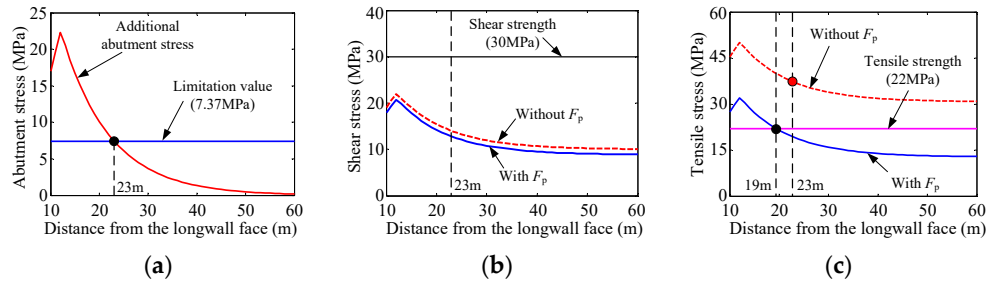 25
20
15
10
5
0
Abutment stress (MPa)
Additional
abutment stress
Limitation value
(7.37MPa)
23m
10 20 30 40 50 60
Distance from the longwall face (m)
(a)
40
30
20
10
0
Shear stress (MPa)
Shear strength
(30MPa)
Without Fp
With Fp
23m
10 20 30 40 50 60
Distance from the longwall face (m)
(b)
60
45
30
15
0
Tensile stress (MPa)
Without Fp
Tensile strength
(22MPa)
With Fp
19m
23m
10 20 30 40 50 60
Distance from the longwall face (m)
(c)